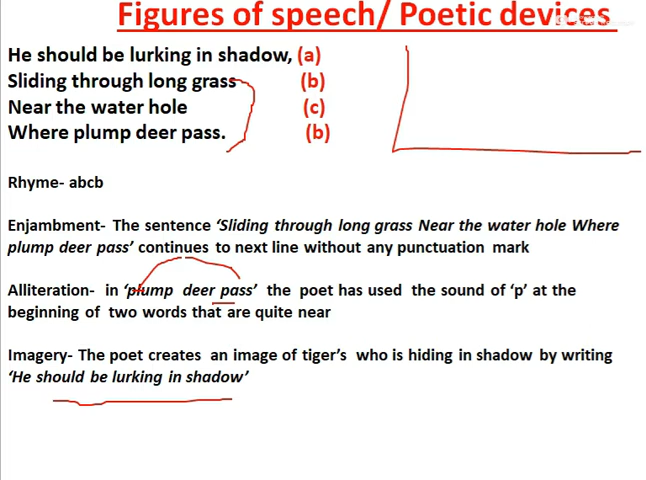 Figures of speech/ Poetic devices
He should be lurking in shadow, (a)
Sliding through long grass (b)
Near the water hole (c)
Where plump deer pass. (b)
Rhyme- abcb
Enjambment- The sentence ‘Sliding through long grass Near the water hole Where
plump deer pass’ continues to next line without any punctuation mark
Alliteration- in ‘plump deer pass’ the poet has used the sound of ‘p’ at the
beginning of two words that are quite near
Imagery- The poet creates an image of tiger’s who is hiding in shadow by writing
‘He should be lurking in shadow’